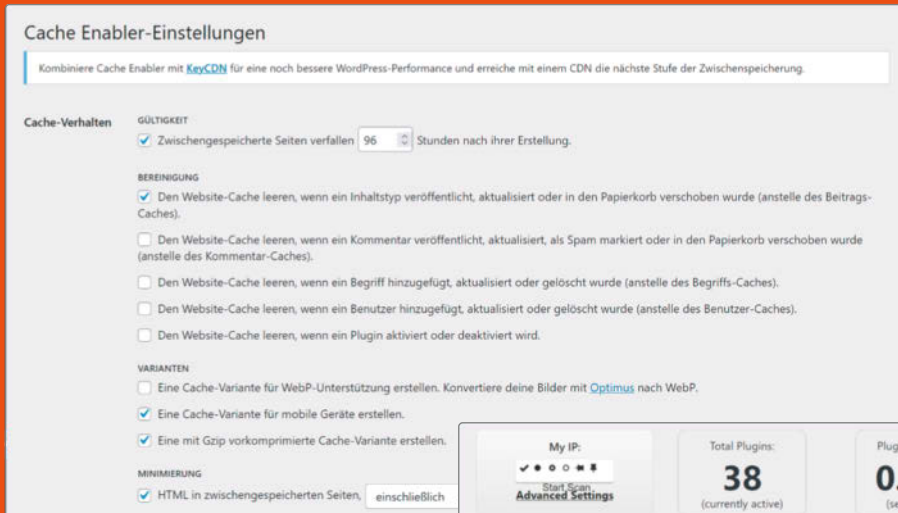 Cache Enabler-Einstellungen
Kombiniere Cache Enabler mit KeyCDN für eine noch bessere WordPress-Performance und erreiche mit einem CDN die nächste Stufe der Zwischenspeicherung.
Cache-Verhalten
GÜLTIGKEIT
Zwischengespeicherte Seiten verfallen 96 Stunden nach ihrer Erstellung.
BEREINIGUNG
Den Website-Cache leeren, wenn ein Inhaltstyp veröffentlicht, aktualisiert oder in den Papierkorb verschoben wurde (anstelle des Beitrags-
Caches).
Den Website-Cache leeren, wenn ein Kommentar veröffentlicht, aktualisiert, als Spam markiert oder in den Papierkorb verschoben wurde
(anstelle des Kommentar-Caches).
Den Website-Cache leeren, wenn ein Begriff hinzugefügt, aktualisiert oder gelöscht wurde (anstelle des Begriffs-Caches).
Den Website-Cache leeren, wenn ein Benutzer hinzugefügt, aktualisiert oder gelöscht wurde (anstelle des Benutzer-Caches).
Den Website-Cache leeren, wenn ein Plugin aktiviert oder deaktiviert wird.
VARIANTEN
Eine Cache-Variante für WebP-Unterstützung erstellen. Konvertiere deine Bilder mit Optimus nach WebP.
Eine Cache-Variante für mobile Geräte erstellen.
Eine mit Gzip vorkomprimierte Cache-Variante erstellen.
MINIMIERUNG
HTML in zwischengespeicherten Seiten, einschließlich
My IP:
Start Scan
Advanced Settings
Total Plugins:
38
(currently active)
Plug
0.
(se